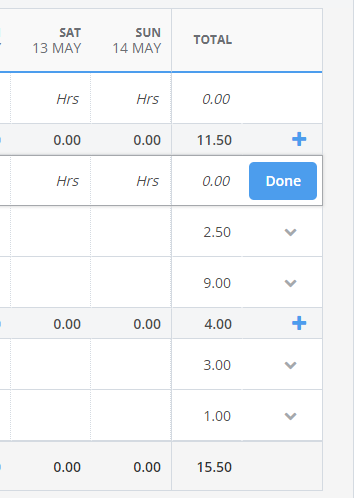 SAT SUN TOTAL
13 MAY 14 MAY
Hrs Hrs 0.00
0.00 0.00 11.50 +
Hrs Hrs 0.00 Done
2.50
9.00
0.00 0.00 4.00 +
3.00
1.00
0.00 0.00 15.50